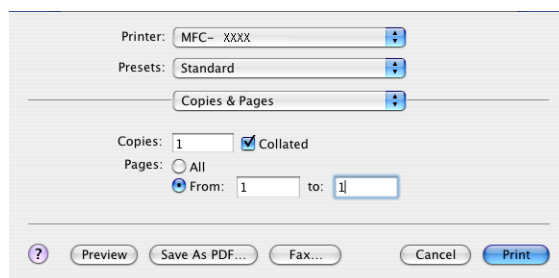 Printer: MFC- XXXX
Presets: Standard
Copies & Pages
Copies: 1 Collated
Pages: All
From: 1 to: 1
? Preview Save As PDF... Fax... Cancel Print